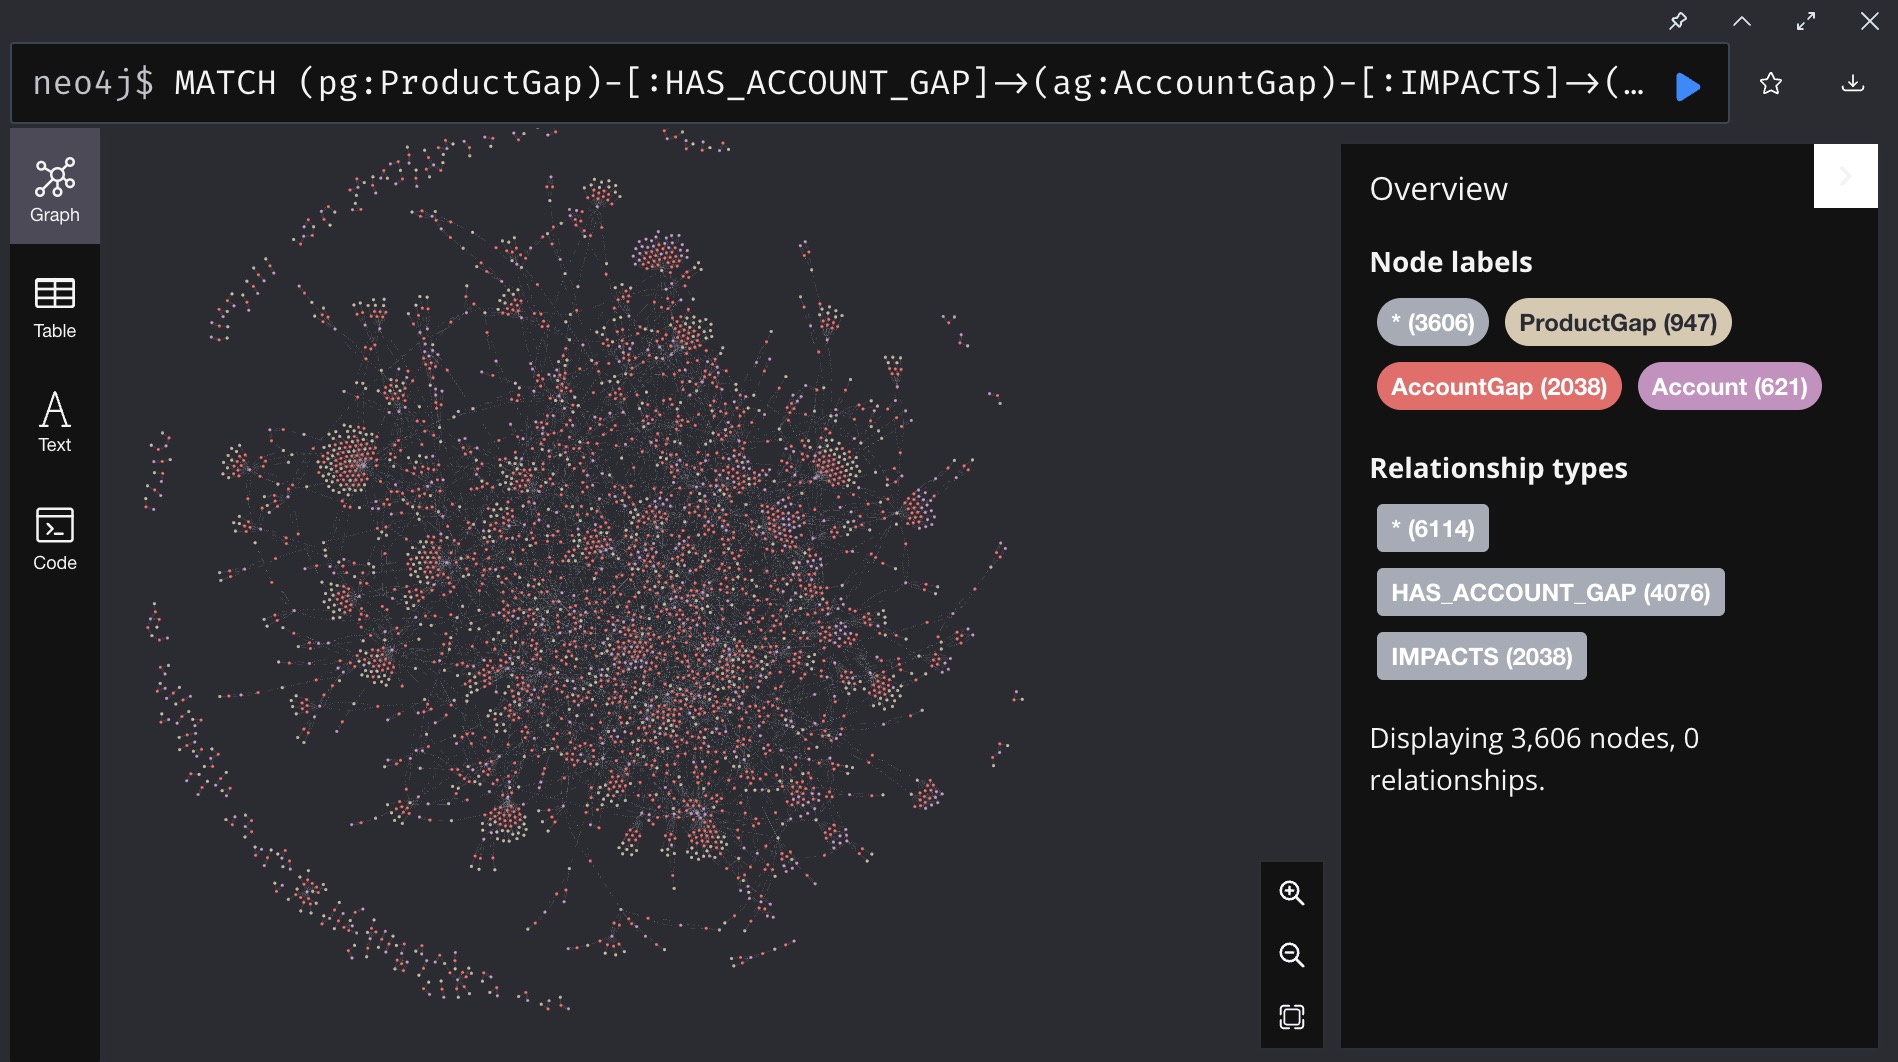 neo4j$ MATCH (pg:ProductGap)-[:HAS_ACCOUNT_GAP]->(ag:AccountGap)-[:IMPACTS]->(…
Graph
Table
Text
Code
Overview
Node labels
* (3606) ProductGap (947)
AccountGap (2038) Account (621)
Relationship types
* (6114)
HAS_ACCOUNT_GAP (4076)
IMPACTS (2038)
Displaying 3,606 nodes, 0
relationships.